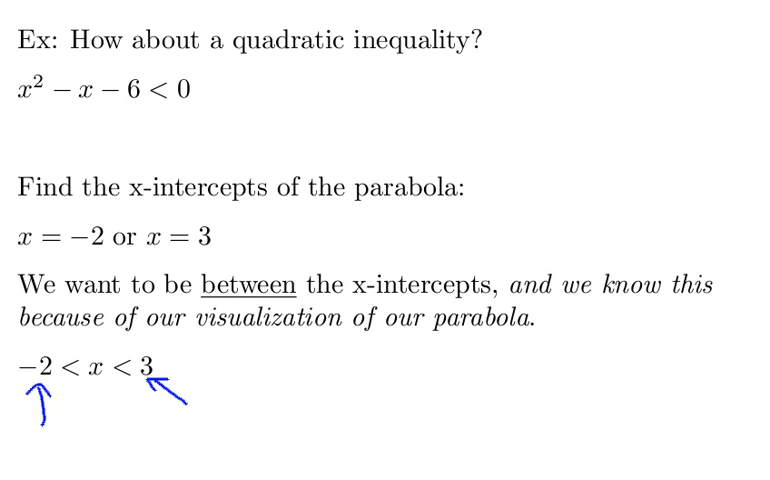 Ex: How about a quadratic inequality?
x² − x − 6 < 0
Find the x-intercepts of the parabola:
x = −2 or x = 3
We want to be between the x-intercepts, and we know this
because of our visualization of our parabola.
−2 < x < 3